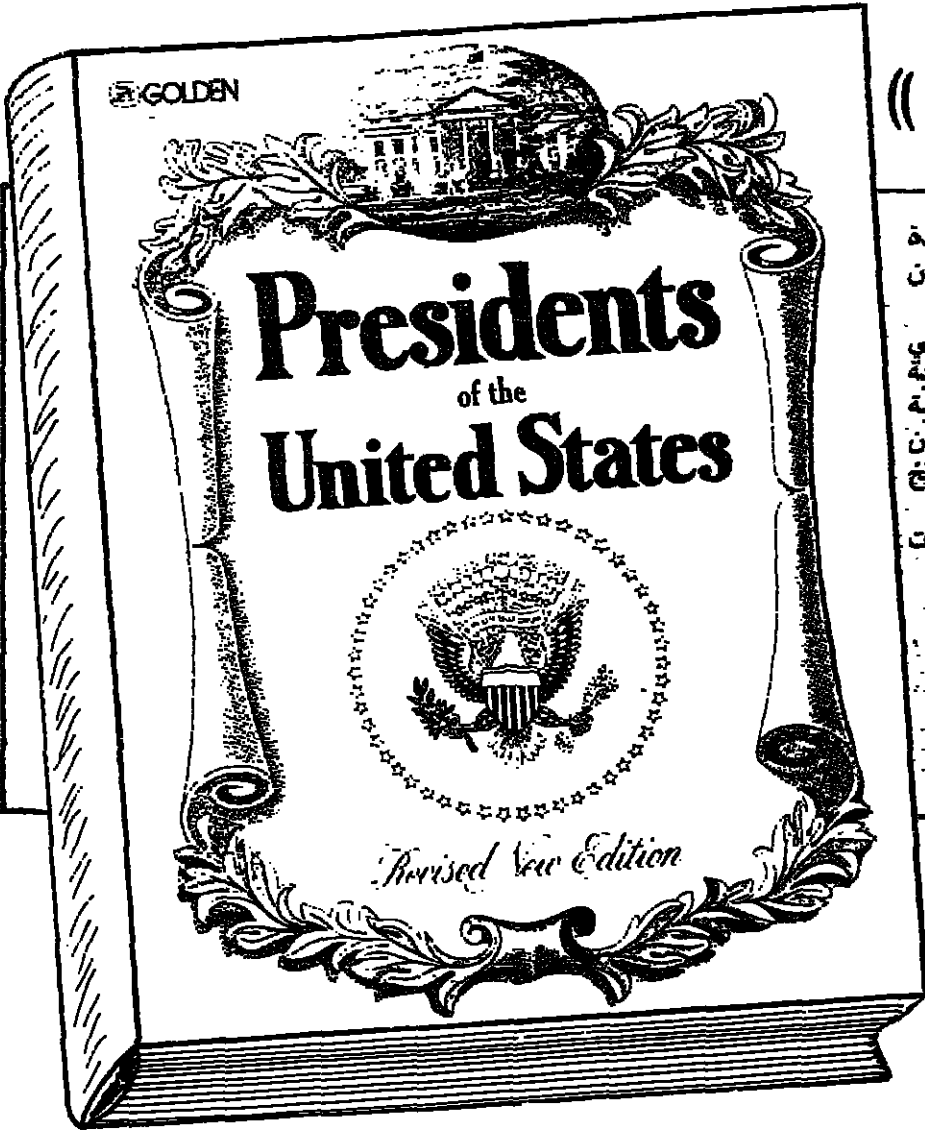 GOLDEN
Presidents
of the
United States
Revised New Edition